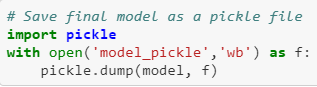 # Save final model as a pickle file
import pickle
with open('model_pickle','wb') as f:
    pickle.dump(model, f)